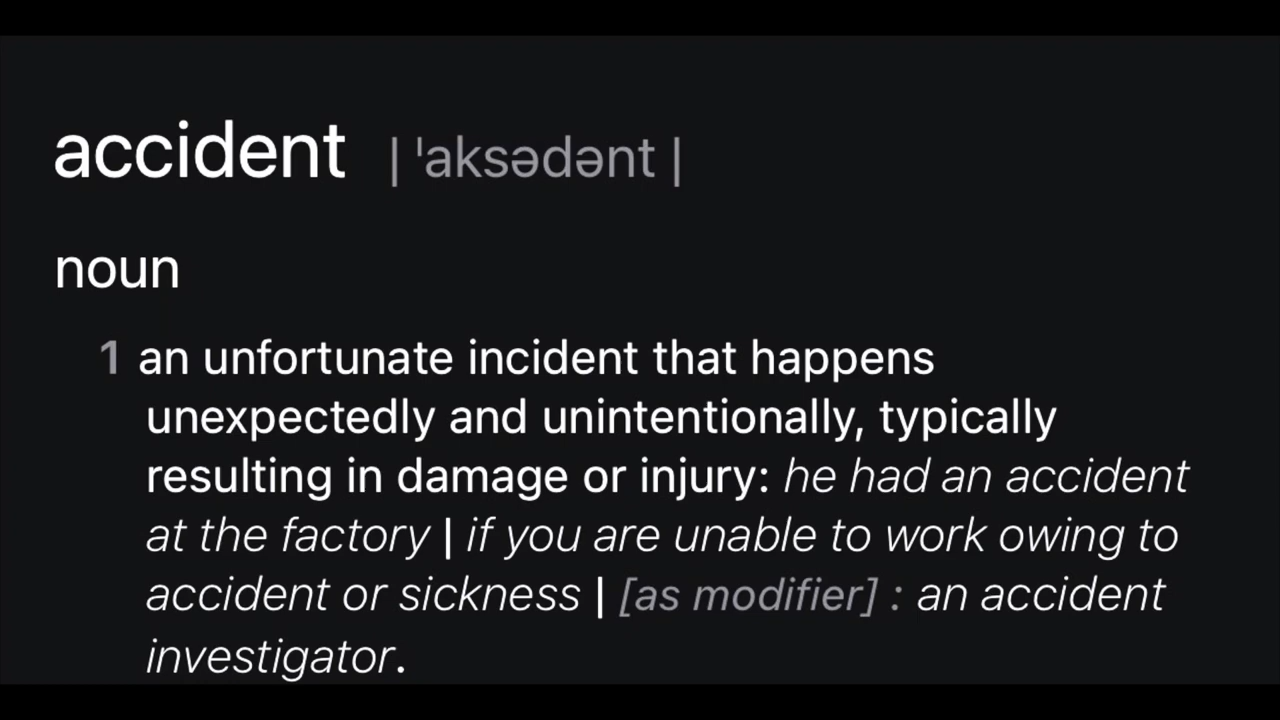 accident | ˈaksədənt |
noun
1 an unfortunate incident that happens
unexpectedly and unintentionally, typically
resulting in damage or injury: he had an accident
at the factory | if you are unable to work owing to
accident or sickness | [as modifier] : an accident
investigator.